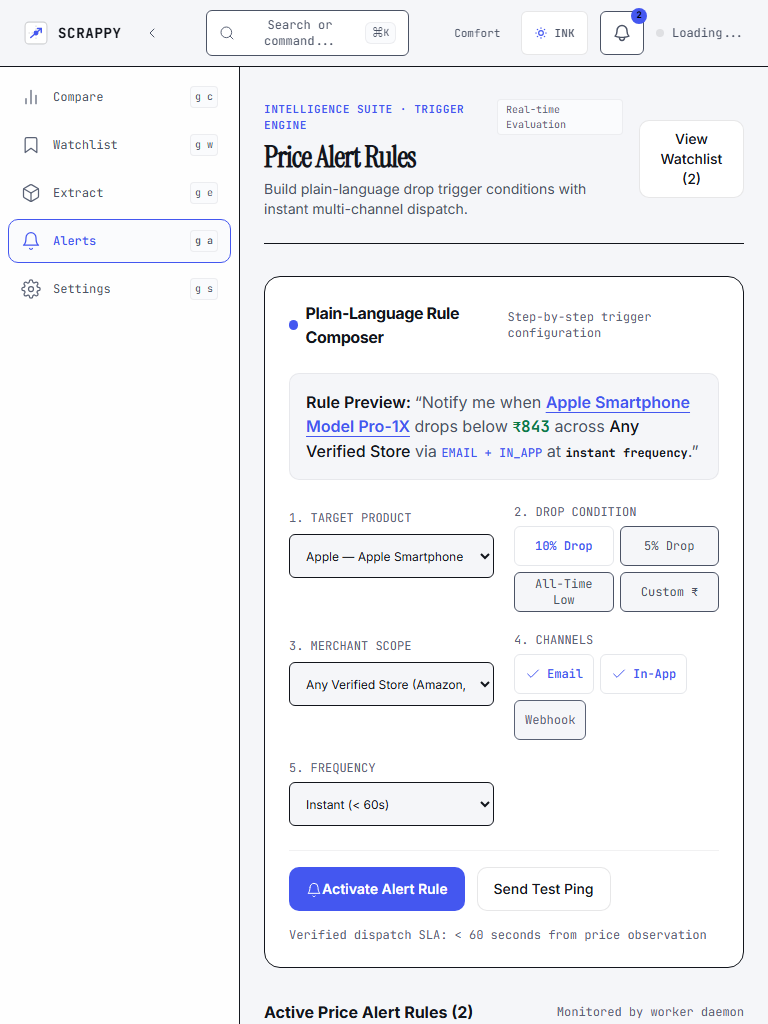 SCRAPPY
Search or
command...
⌘K
Comfort
INK
2
Loading...
Compare
g c
Watchlist
g w
Extract
g e
Alerts
g a
Settings
g s
INTELLIGENCE SUITE · TRIGGER
ENGINE
Real-time
Evaluation
Price Alert Rules
Build plain-language drop trigger conditions with
instant multi-channel dispatch.
View
Watchlist
(2)
Plain-Language Rule
Composer
Step-by-step trigger
configuration
Rule Preview: “Notify me when Apple Smartphone
Model Pro-1X drops below ₹843 across Any
Verified Store via EMAIL + IN_APP at instant frequency.”
1. TARGET PRODUCT
Apple — Apple Smartphone
2. DROP CONDITION
10% Drop
5% Drop
All-Time
Low
Custom ₹
3. MERCHANT SCOPE
Any Verified Store (Amazon,
4. CHANNELS
Email
In-App
Webhook
5. FREQUENCY
Instant (< 60s)
Activate Alert Rule
Send Test Ping
Verified dispatch SLA: < 60 seconds from price observation
Active Price Alert Rules (2)
Monitored by worker daemon